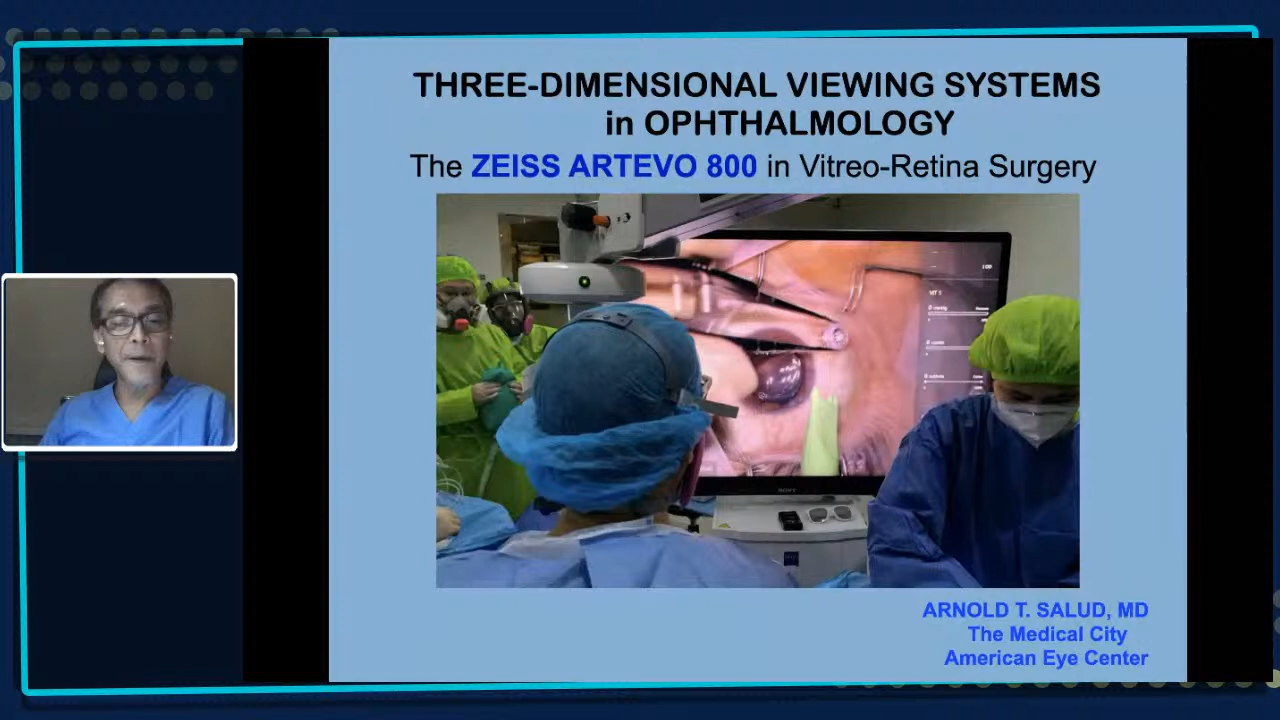 THREE-DIMENSIONAL VIEWING SYSTEMS
in OPHTHALMOLOGY
The ZEISS ARTEVO 800 in Vitreo-Retina Surgery
SONY
ARNOLD T. SALUD, MD
The Medical City
American Eye Center